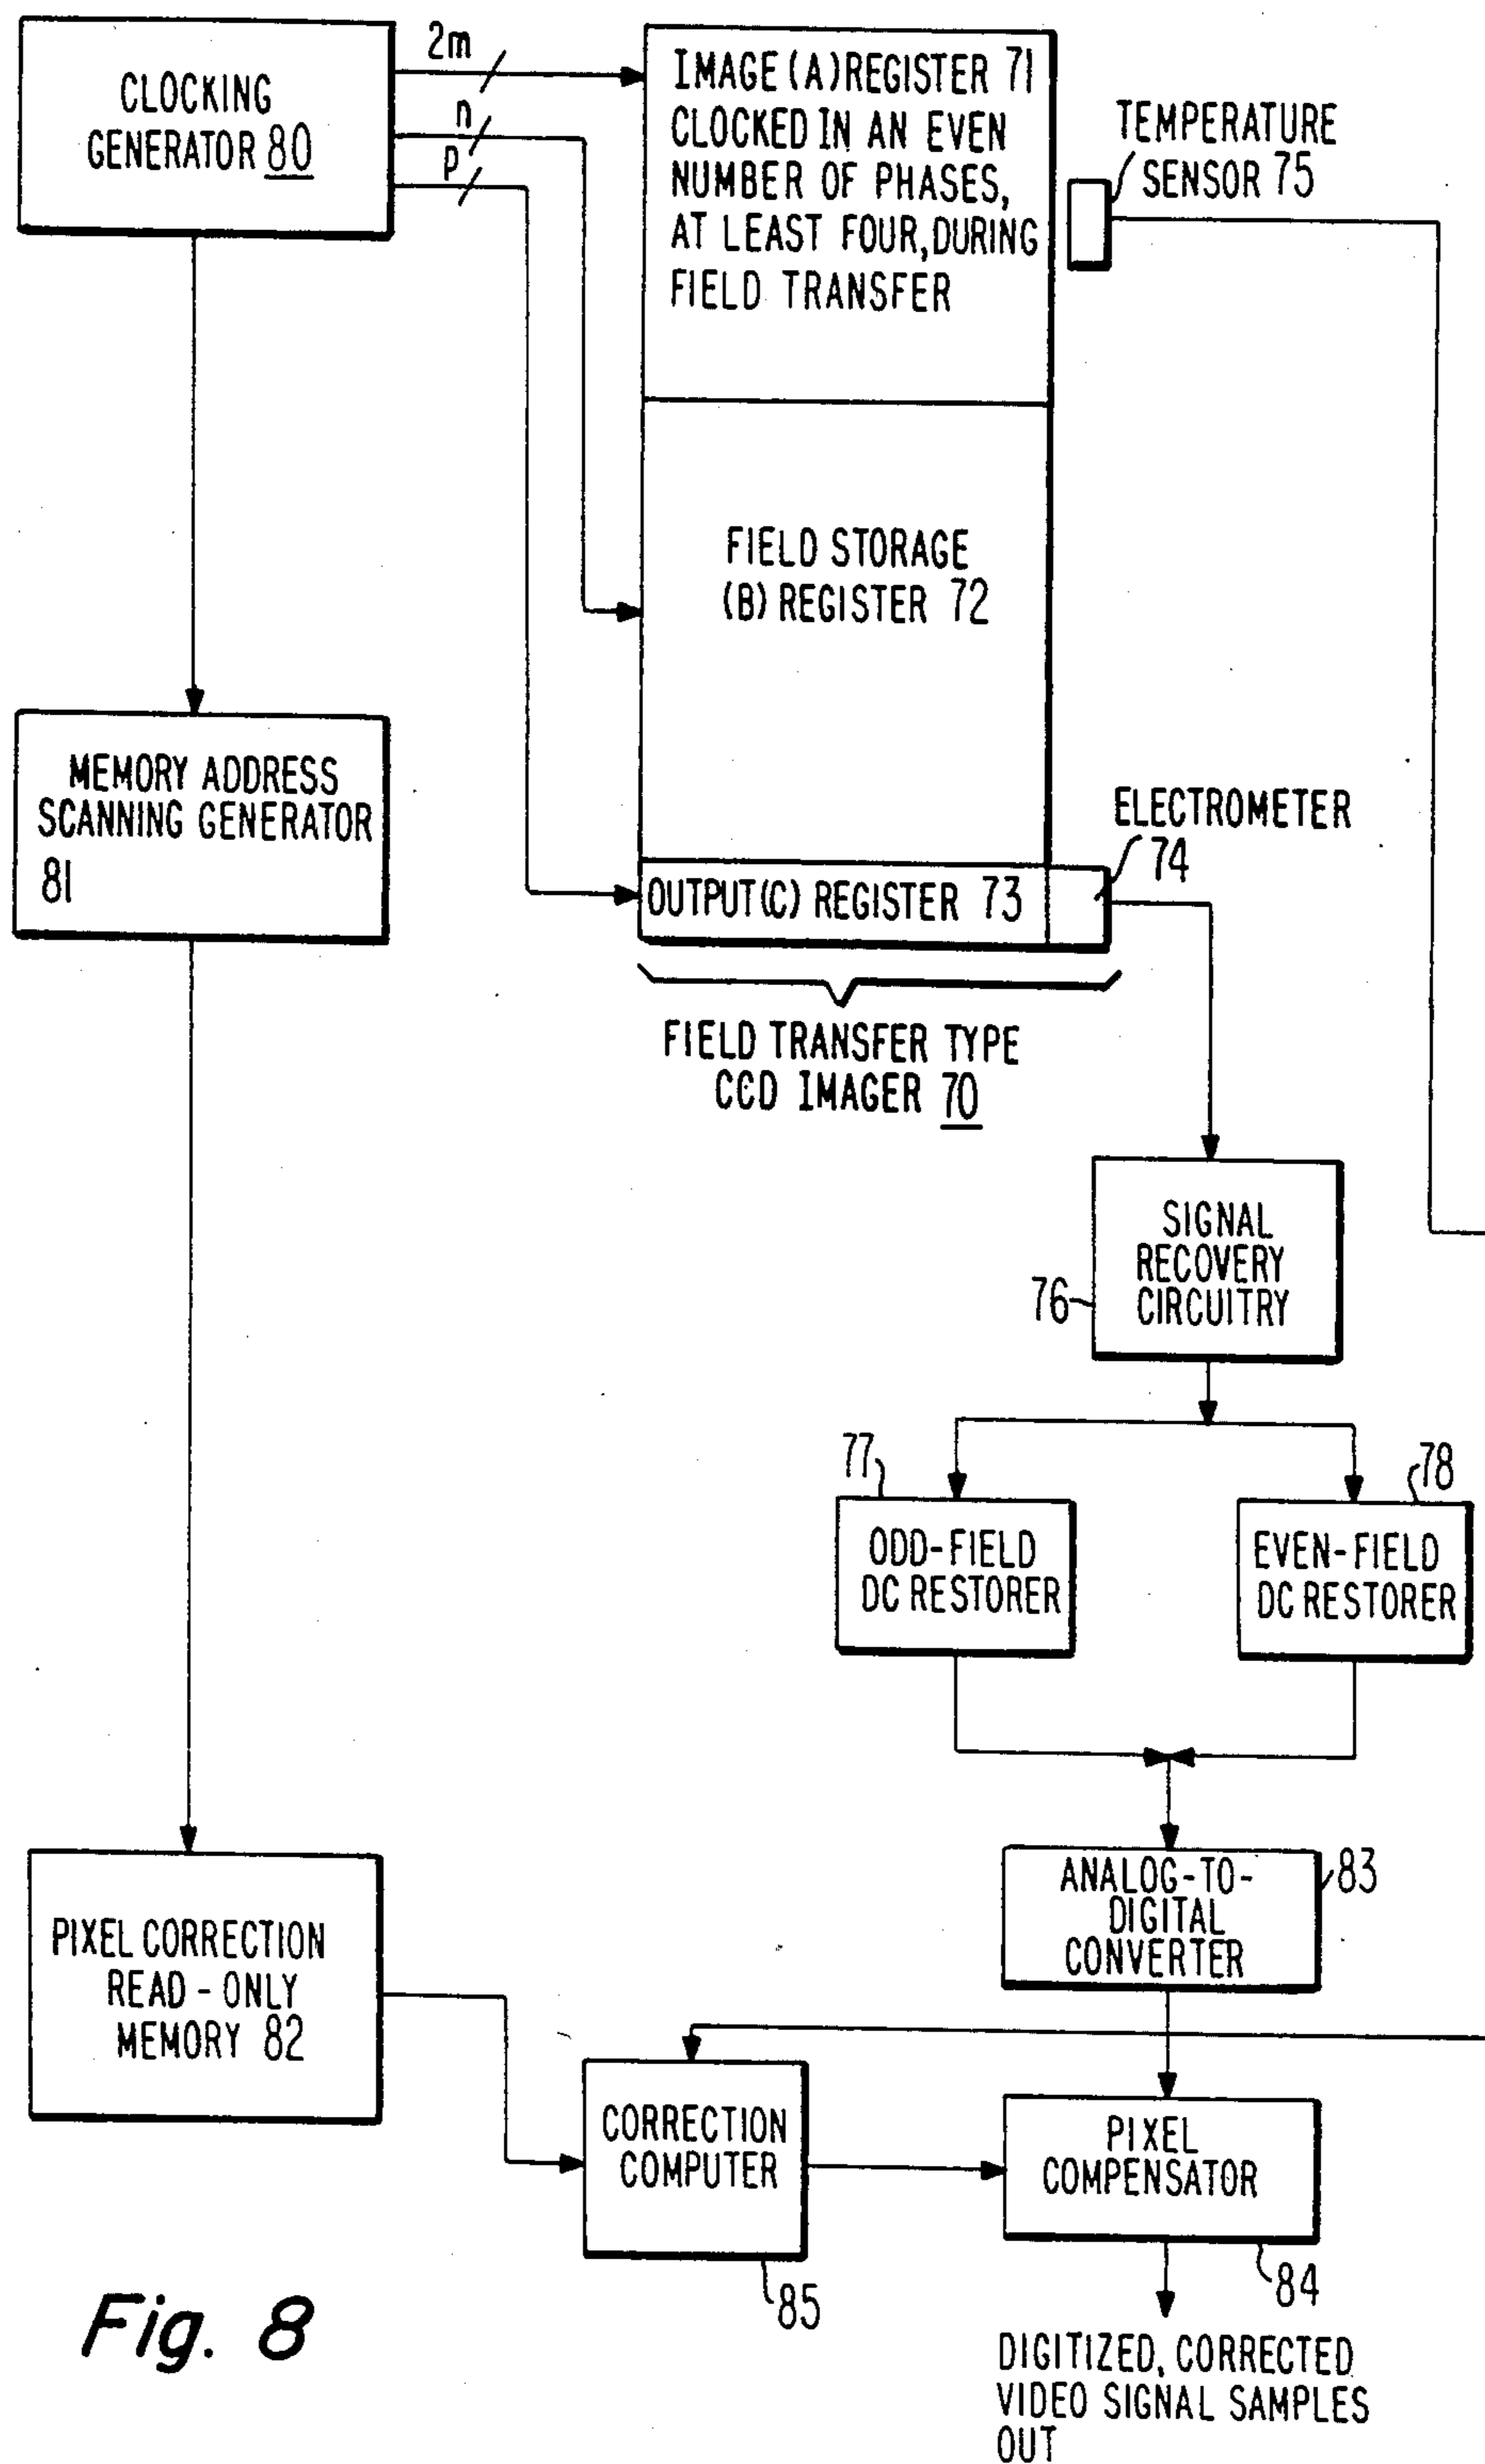 CLOCKING
GENERATOR 80
2m
n
p
IMAGE (A) REGISTER 71
CLOCKED IN AN EVEN
NUMBER OF PHASES,
AT LEAST FOUR, DURING
FIELD TRANSFER
TEMPERATURE
SENSOR 75
FIELD STORAGE
(B) REGISTER 72
MEMORY ADDRESS
SCANNING GENERATOR
81
ELECTROMETER
74
OUTPUT (C) REGISTER 73
FIELD TRANSFER TYPE
CCD IMAGER 70
SIGNAL
RECOVERY
CIRCUITRY
76
77
78
ODD-FIELD
DC RESTORER
EVEN-FIELD
DC RESTORER
ANALOG-TO-
DIGITAL
CONVERTER
83
PIXEL CORRECTION
READ-ONLY
MEMORY 82
CORRECTION
COMPUTER
85
PIXEL
COMPENSATOR
84
Fig. 8
DIGITIZED, CORRECTED
VIDEO SIGNAL SAMPLES
OUT